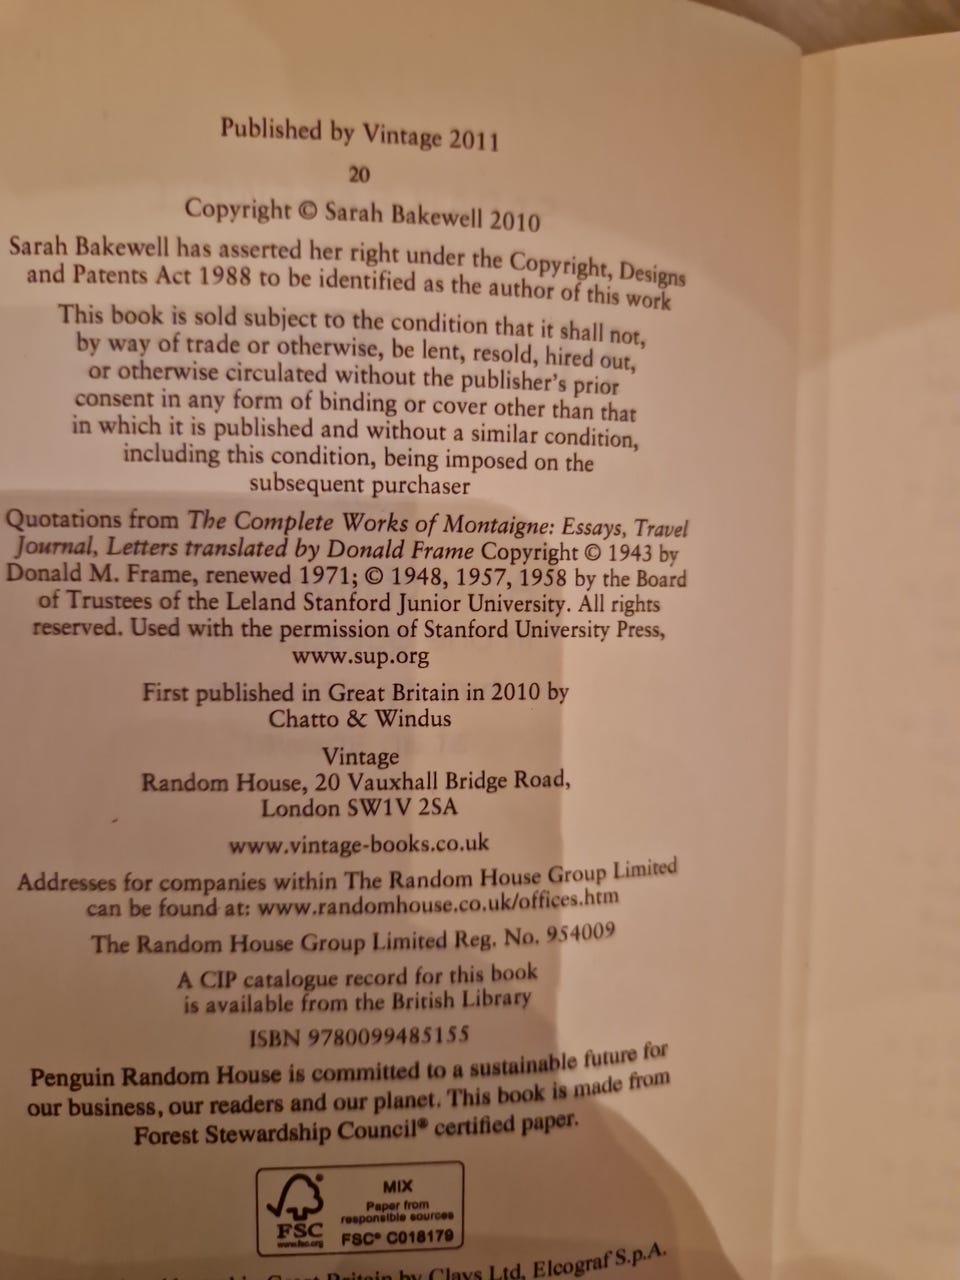 Published by Vintage 2011
20
Copyright © Sarah Bakewell 2010
Sarah Bakewell has asserted her right under the Copyright, Designs
and Patents Act 1988 to be identified as the author of this work
This book is sold subject to the condition that it shall not,
by way of trade or otherwise, be lent, resold, hired out,
or otherwise circulated without the publisher's prior
consent in any form of binding or cover other than that
in which it is published and without a similar condition,
including this condition, being imposed on the
subsequent purchaser
Quotations from The Complete Works of Montaigne: Essays, Travel
Journal, Letters translated by Donald Frame Copyright © 1943 by
Donald M. Frame, renewed 1971; © 1948, 1957, 1958 by the Board
of Trustees of the Leland Stanford Junior University. All rights
reserved. Used with the permission of Stanford University Press,
www.sup.org
First published in Great Britain in 2010 by
Chatto & Windus
Vintage
Random House, 20 Vauxhall Bridge Road,
London SW1V 2SA
www.vintage-books.co.uk
Addresses for companies within The Random House Group Limited
can be found at: www.randomhouse.co.uk/offices.htm
The Random House Group Limited Reg. No. 954009
A CIP catalogue record for this book
is available from the British Library
ISBN 9780099485155
Penguin Random House is committed to a sustainable future for
our business, our readers and our planet. This book is made from
Forest Stewardship Council® certified paper.
FSC
www.fsc.org
MIX
Paper from
responsible sources
FSC® C018179
Britain by Clays Ltd, Elcograf S.p.A.